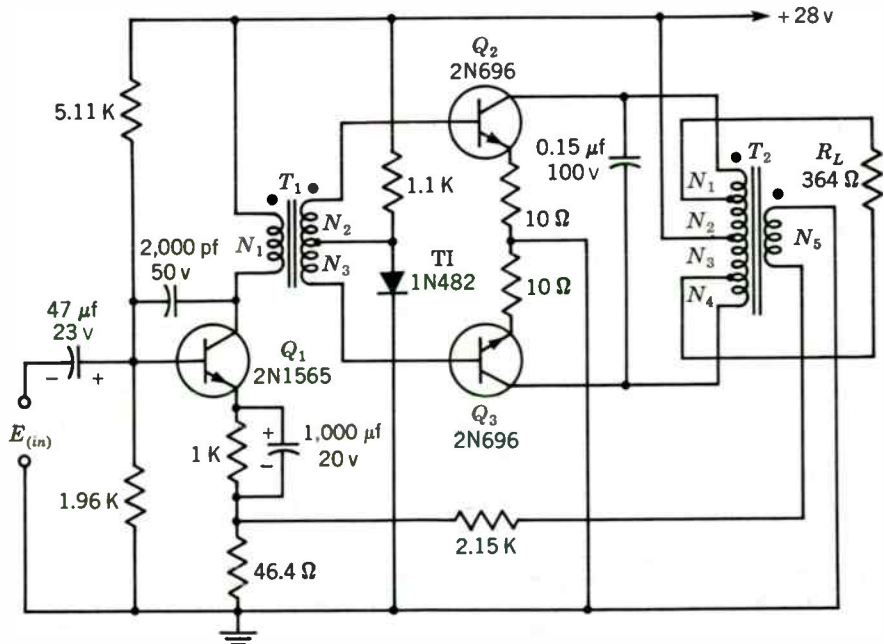 +28 v
Q₂
2N696
5.11 K
0.15 μf
100 v
T₂
R_L
364 Ω
T₁
1.1 K
10 Ω
N₁
N₂
N₃
N₄
N₅
N₁
N₂
N₃
2,000 pf
50 v
TI
1N482
10 Ω
47 μf
23 v
- +
Q₁
2N1565
Q₃
2N696
E(in)
1 K
+
-
1,000 μf
20 v
1.96 K
2.15 K
46.4 Ω